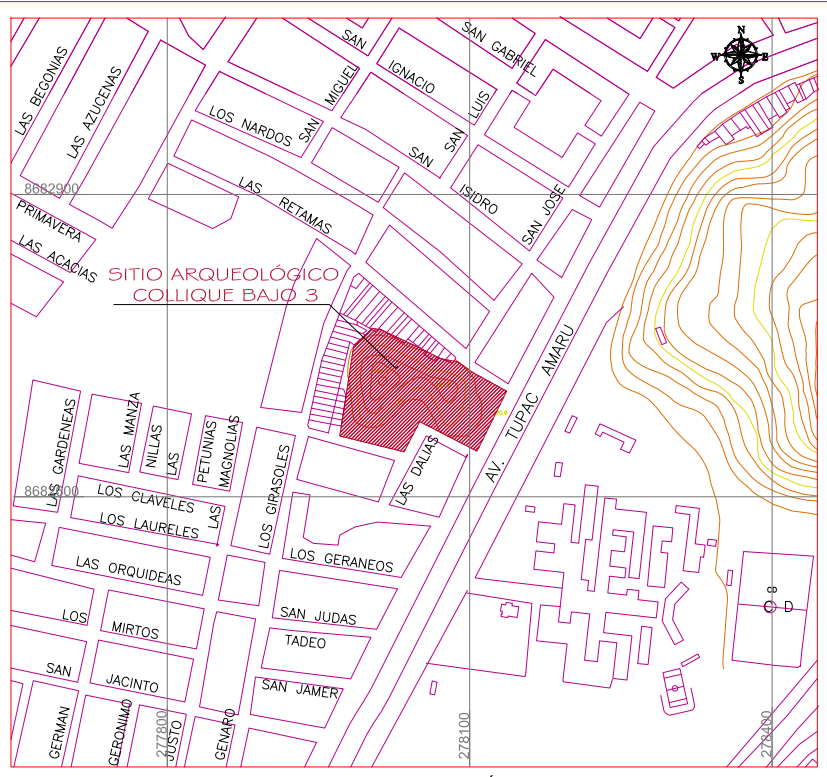 SAN GABRIEL
SAN
IGNACIO
N
W E
S
LAS BEGONIAS
LAS AZUCENAS
SAN MIGUEL
SAN LUIS
LOS NARDOS
SAN
ISIDRO
SAN JOSE
8682900
LAS RETAMAS
PRIMAVERA
LAS ACACIAS
SITIO ARQUEOLÓGICO
COLLIQUE BAJO 3
AV. TUPAC AMARU
LAS GARDENEAS
LAS MANZA
NILLAS
LAS
PETUNIAS
MAGNOLIAS
LAS
LOS GIRASOLES
LAS DALIAS
LOS CLAVELES
LOS LAURELES
LOS GERANEOS
LAS ORQUIDEAS
SAN JUDAS
TADEO
LOS
MIRTOS
SAN
JACINTO
SAN JAMER
GERMAN
GERONIMO
JUSTO
GENARO
277800
278100
278400
CD
D